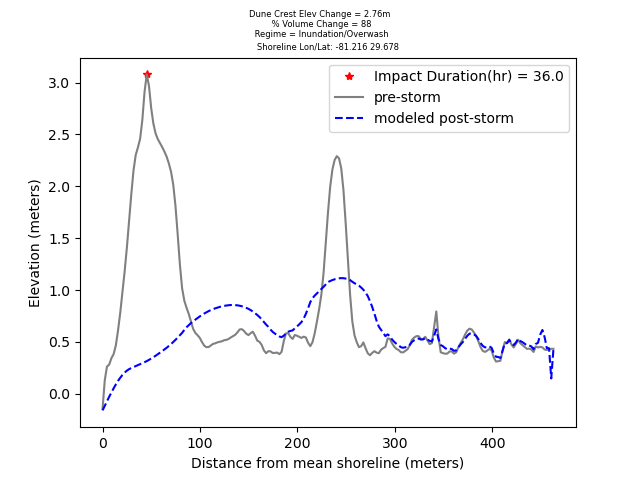 Dune Crest Elev Change = 2.76m
% Volume Change = 88
Regime = Inundation/Overwash
Shoreline Lon/Lat: -81.216 29.678
Impact Duration(hr) = 36.0
pre-storm
modeled post-storm
Elevation (meters)
3.0
2.5
2.0
1.5
1.0
0.5
0.0
0 100 200 300 400
Distance from mean shoreline (meters)